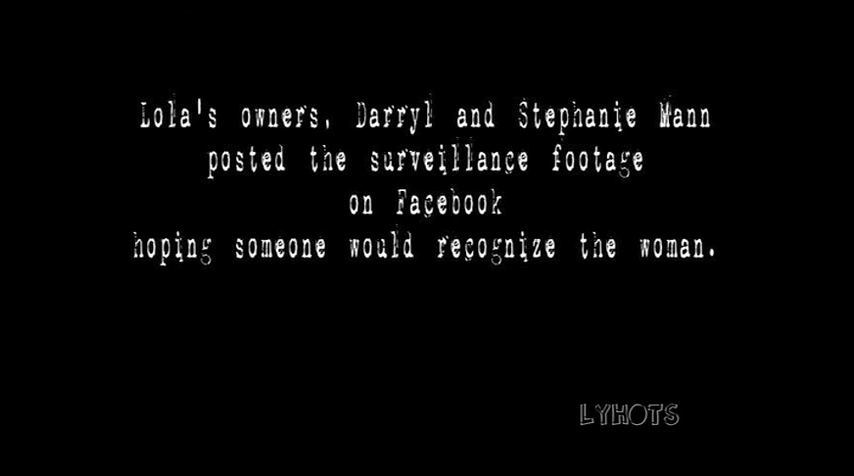 Lola's owners, Darryl and Stephanie Mann
posted the surveillance footage
on Facebook
hoping someone would recognize the woman.
LYHOTS